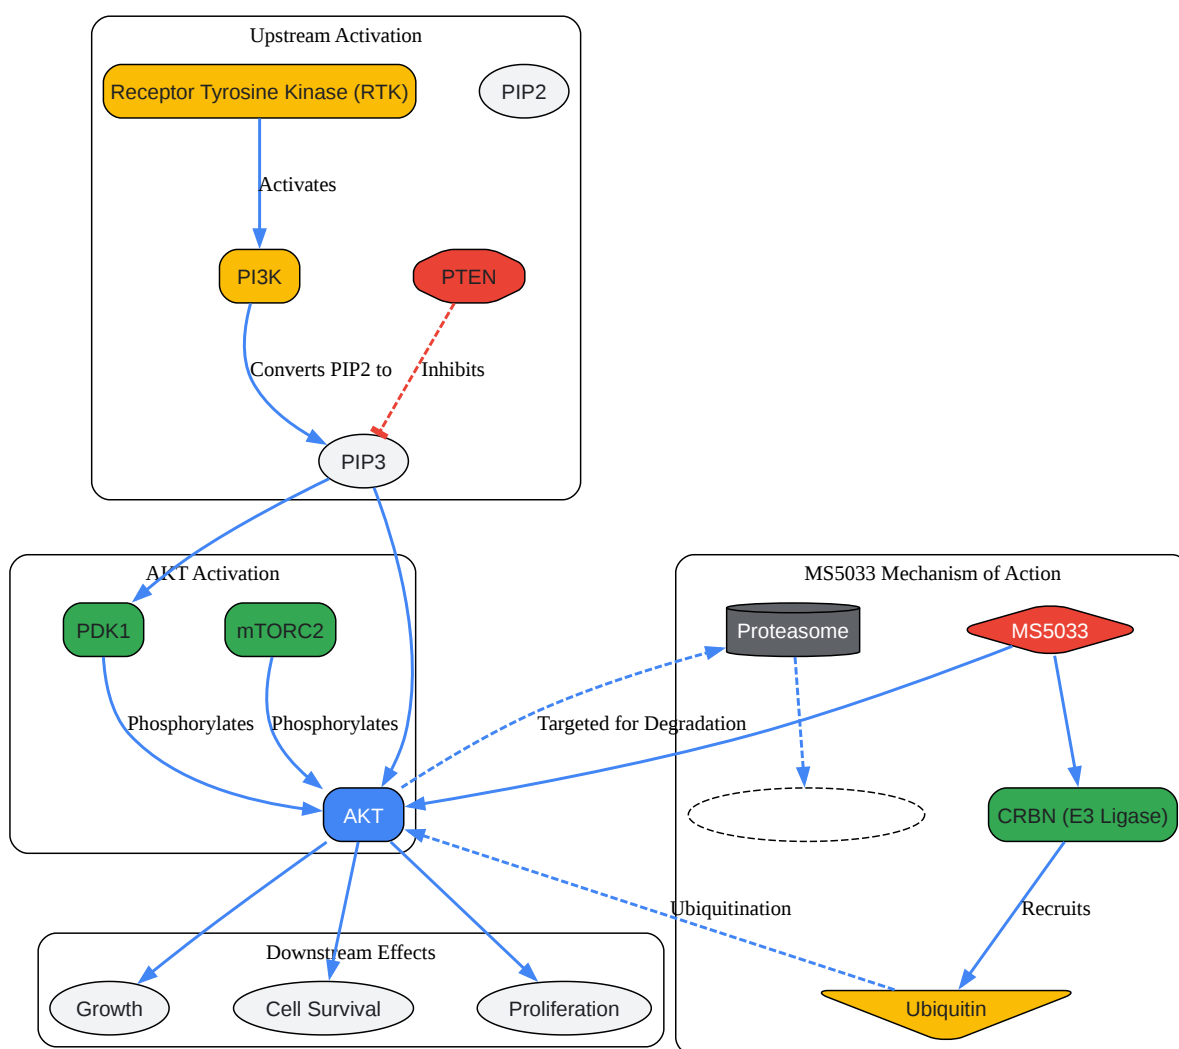 Upstream Activation
Receptor Tyrosine Kinase (RTK)
PIP2
Activates
PI3K
PTEN
Converts PIP2 to
Inhibits
PIP3
AKT Activation
PDK1
mTORC2
Phosphorylates
Phosphorylates
AKT
MS5033 Mechanism of Action
Proteasome
MS5033
Targeted for Degradation
CRBN (E3 Ligase)
Ubiquitination
Recruits
Ubiquitin
Downstream Effects
Growth
Cell Survival
Proliferation